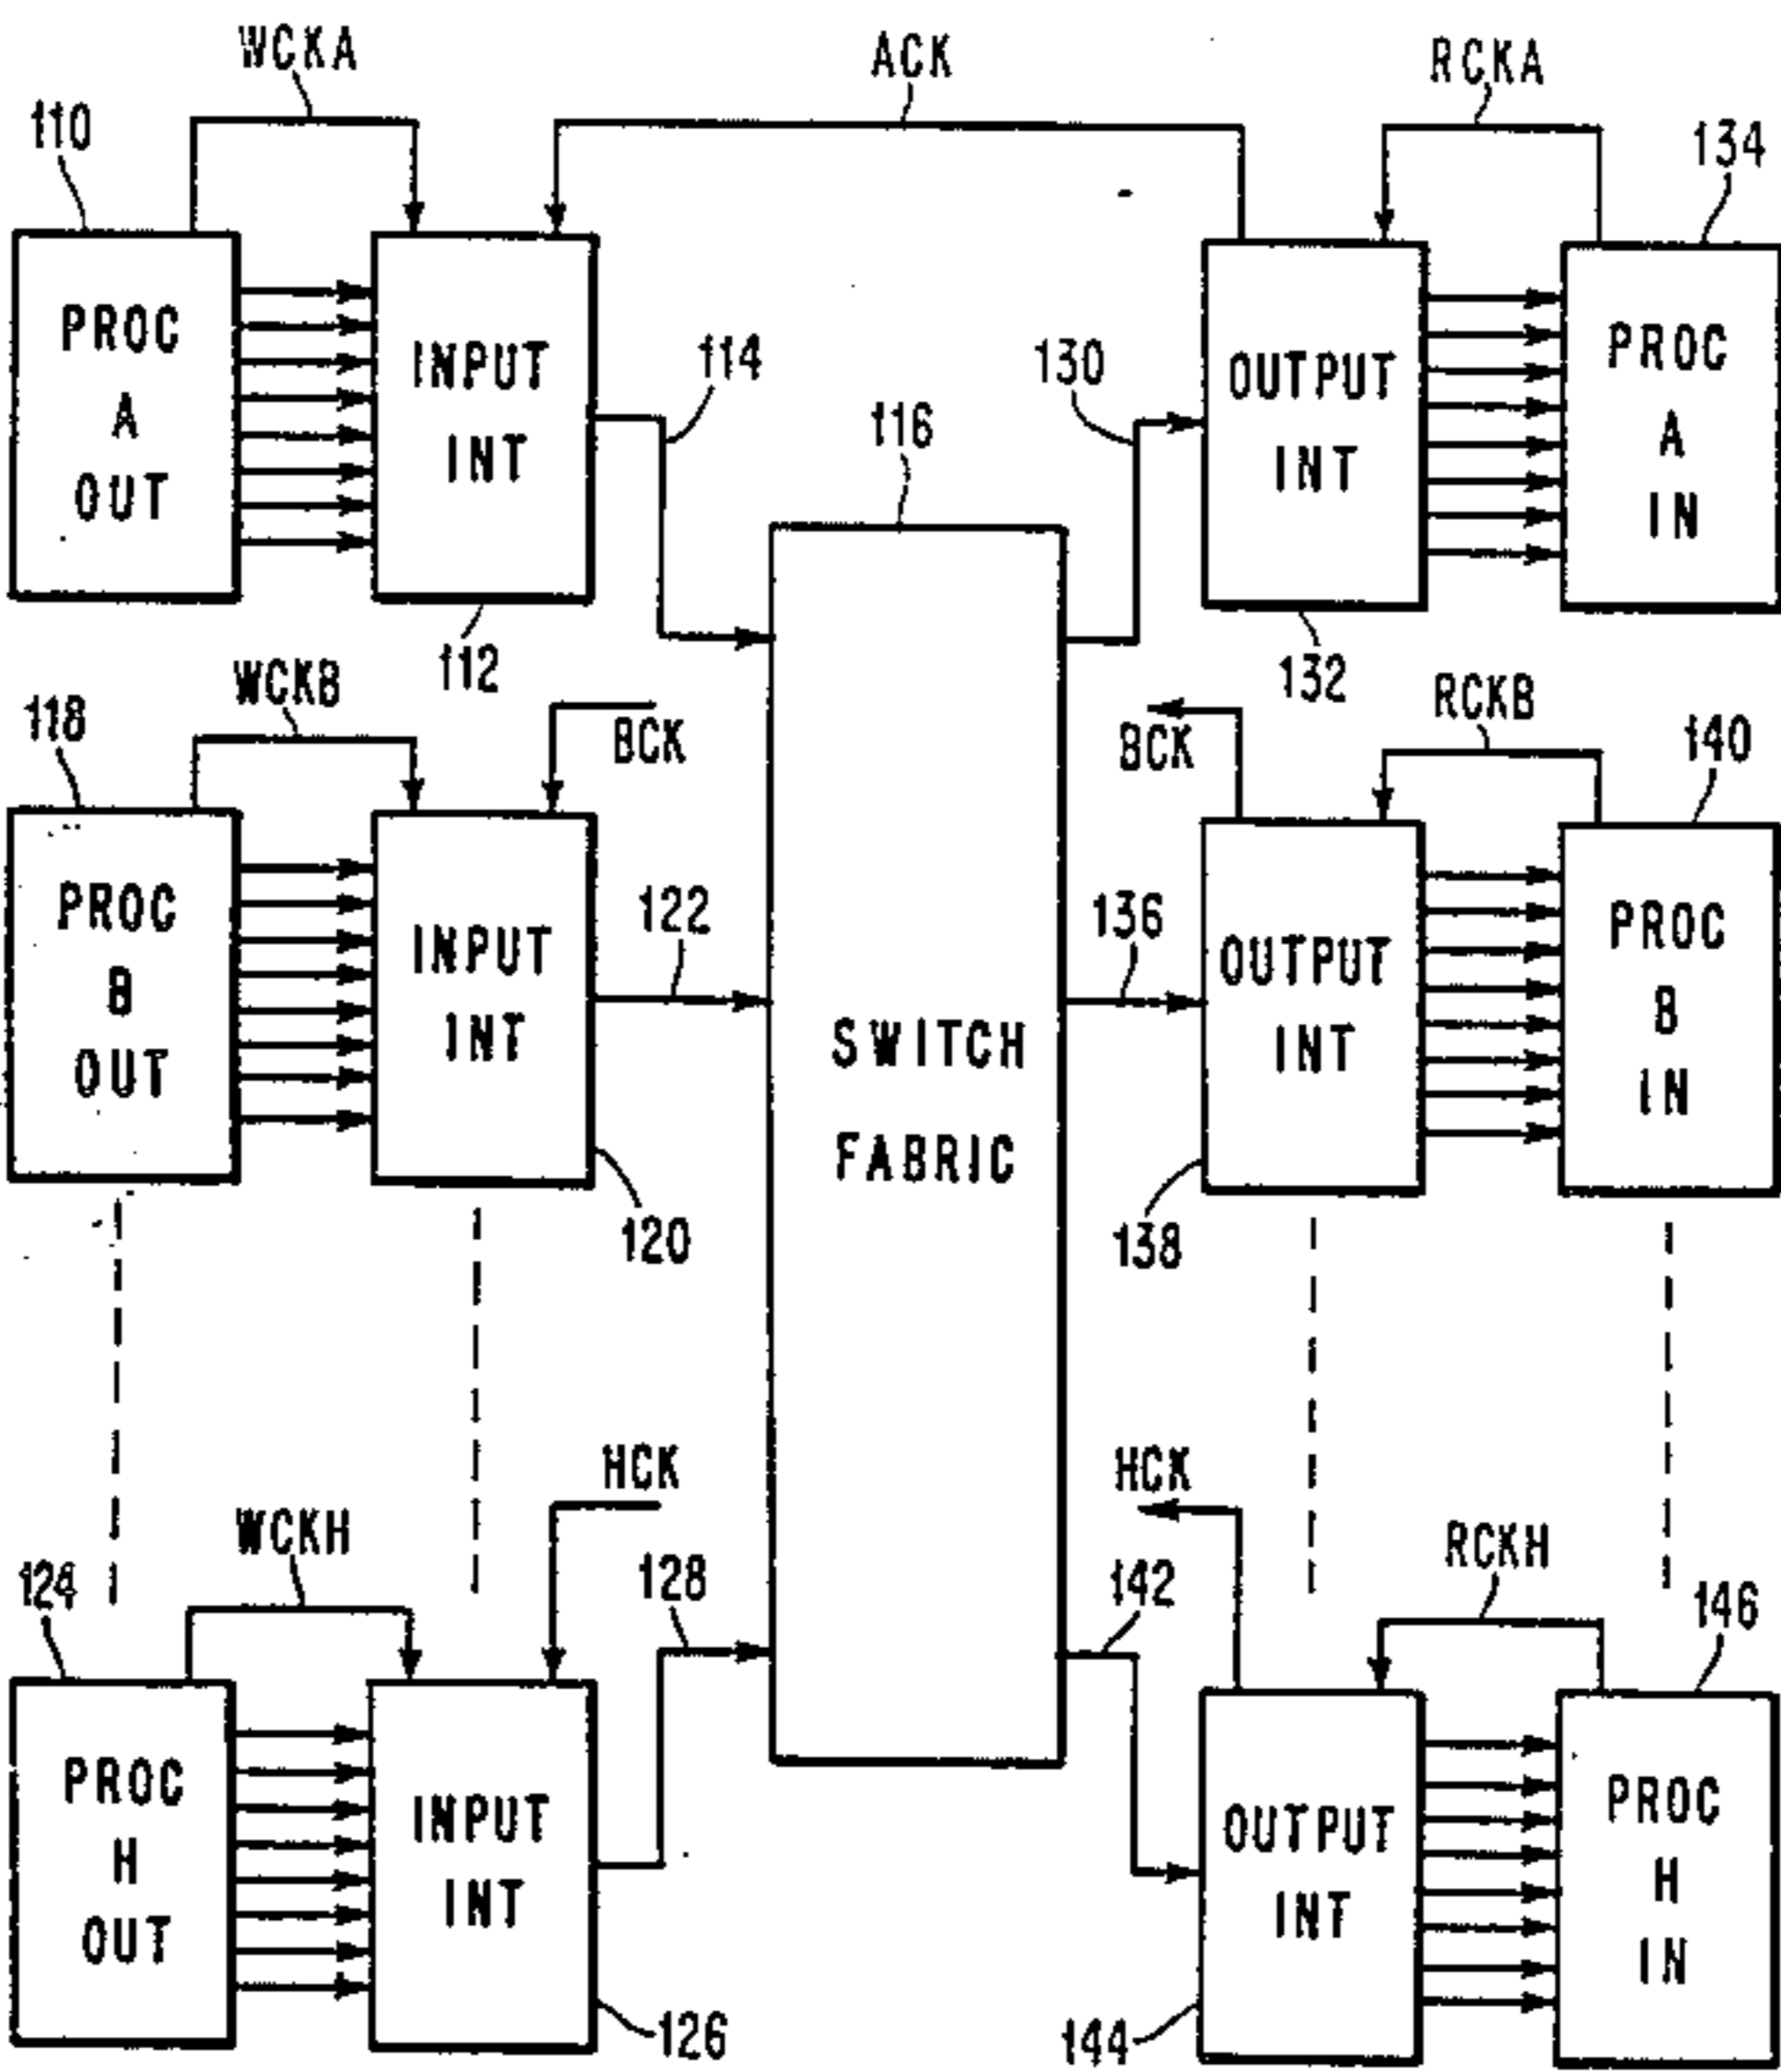 WCKA
ACK
RCKA
110
134
PROC
A
OUT
INPUT
INT
114
130
OUTPUT
INT
PROC
A
IN
116
112
132
WCKB
BCK
BCK
RCKB
118
140
PROC
B
OUT
INPUT
INT
122
136
OUTPUT
INT
PROC
B
IN
SWITCH
FABRIC
120
138
HCK
HCK
WCKH
RCKH
124
128
142
146
PROC
H
OUT
INPUT
INT
OUTPUT
INT
PROC
H
IN
126
144